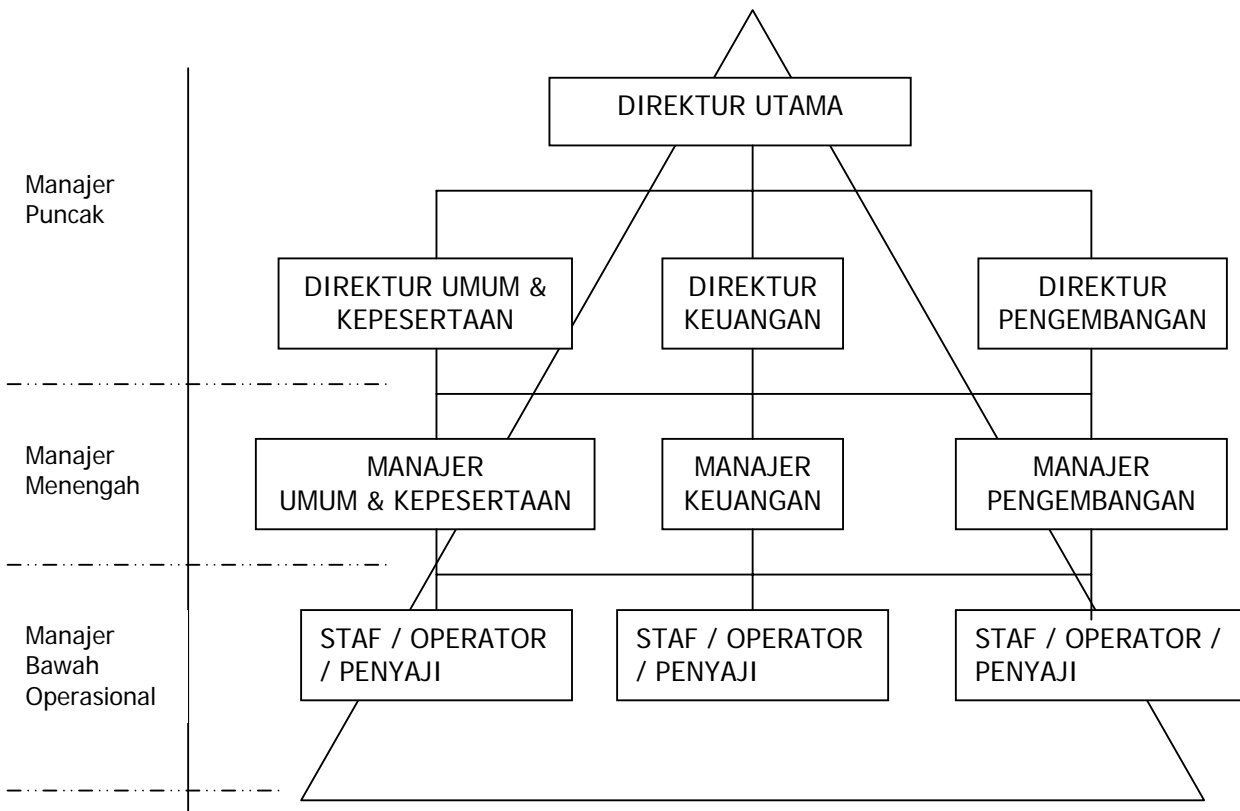 DIREKTUR UTAMA
Manajer
Puncak
DIREKTUR UMUM &
KEPESERTAAN
DIREKTUR
KEUANGAN
DIREKTUR
PENGEMBANGAN
Manajer
Menengah
MANAJER
UMUM & KEPESERTAAN
MANAJER
KEUANGAN
MANAJER
PENGEMBANGAN
Manajer
Bawah
Operasional
STAF / OPERATOR
/ PENYAJI
STAF / OPERATOR
/ PENYAJI
STAF / OPERATOR /
PENYAJI